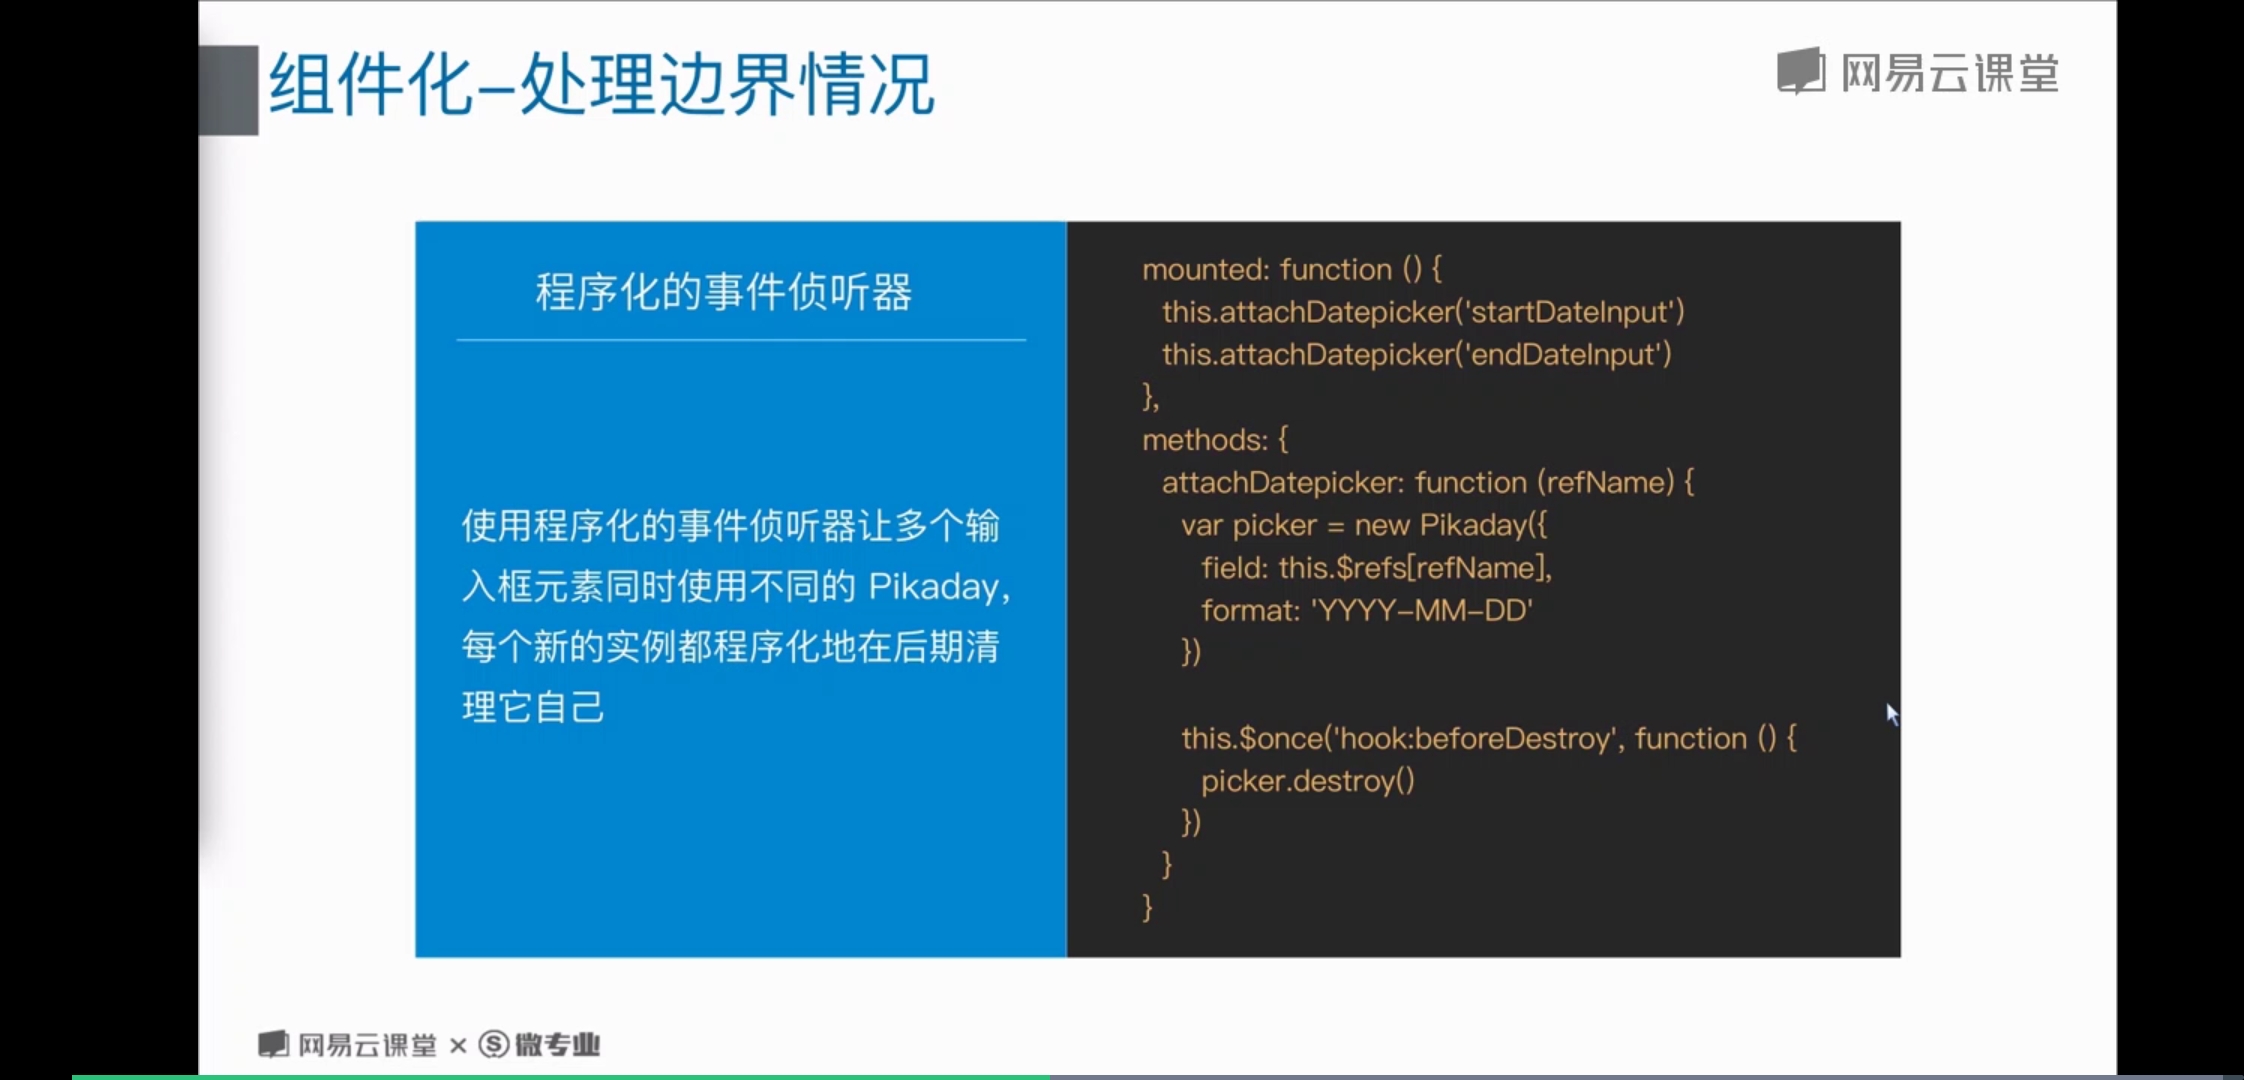 组件化–处理边界情况
网易云课堂
程序化的事件侦听器
使用程序化的事件侦听器让多个输
入框元素同时使用不同的 Pikaday,
每个新的实例都程序化地在后期清
理它自己
mounted: function () {
this.attachDatepicker('startDateInput')
this.attachDatepicker('endDateInput')
},
methods: {
attachDatepicker: function (refName) {
var picker = new Pikaday({
field: this.$refs[refName],
format: 'YYYY–MM–DD'
})
this.$once('hook:beforeDestroy', function () {
picker.destroy()
})
}
}
网易云课堂 × S 微专业